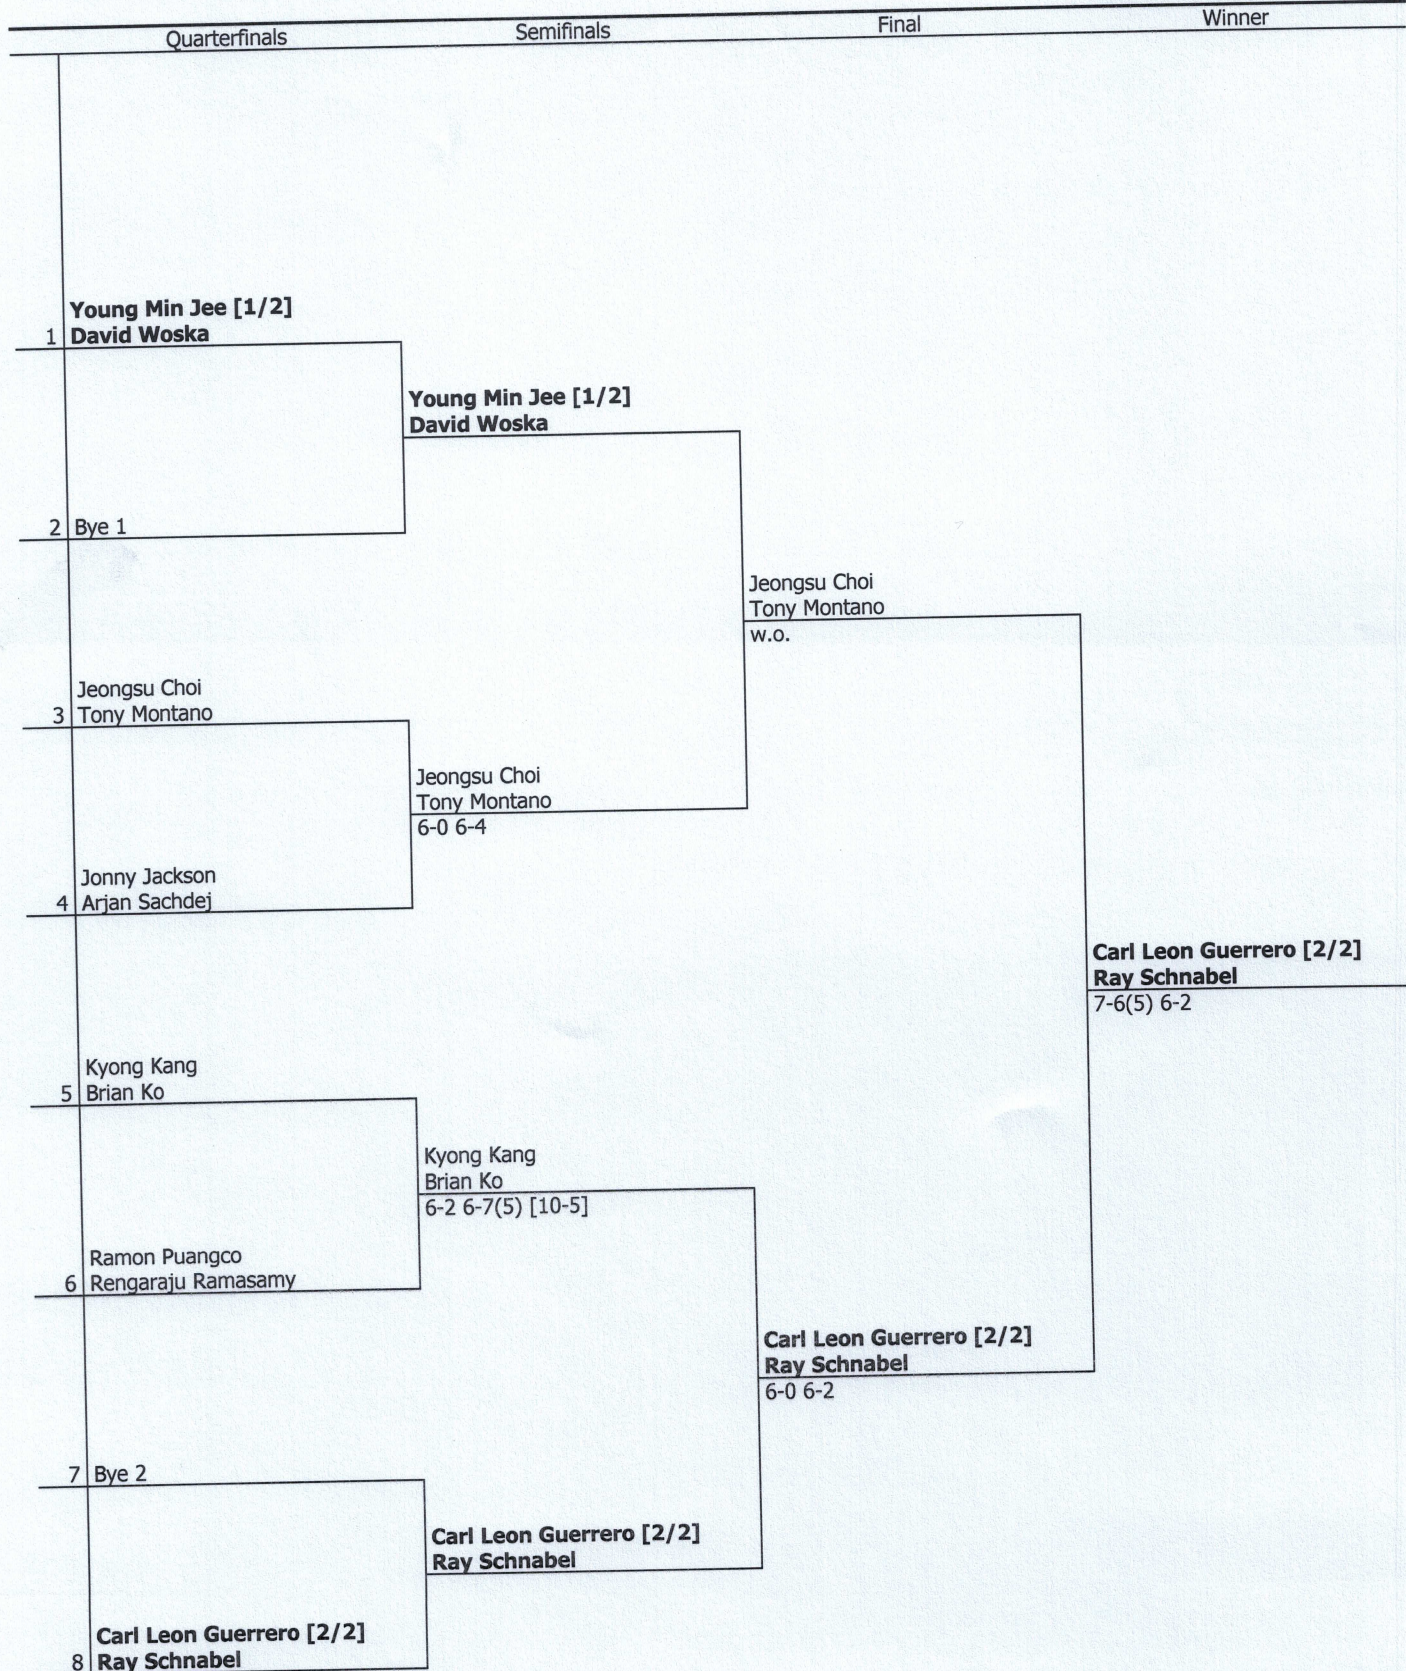 Quarterfinals Semifinals Final Winner
Young Min Jee [1/2]
1 David Woska
Young Min Jee [1/2]
David Woska
2 Bye 1
Jeongsu Choi
Tony Montano
w.o.
Jeongsu Choi
3 Tony Montano
Jeongsu Choi
Tony Montano
6-0 6-4
Jonny Jackson
4 Arjan Sachdej
Carl Leon Guerrero [2/2]
Ray Schnabel
7-6(5) 6-2
Kyong Kang
5 Brian Ko
Kyong Kang
Brian Ko
6-2 6-7(5) [10-5]
Ramon Puangco
6 Rengaraju Ramasamy
Carl Leon Guerrero [2/2]
Ray Schnabel
6-0 6-2
7 Bye 2
Carl Leon Guerrero [2/2]
Ray Schnabel
Carl Leon Guerrero [2/2]
8 Ray Schnabel